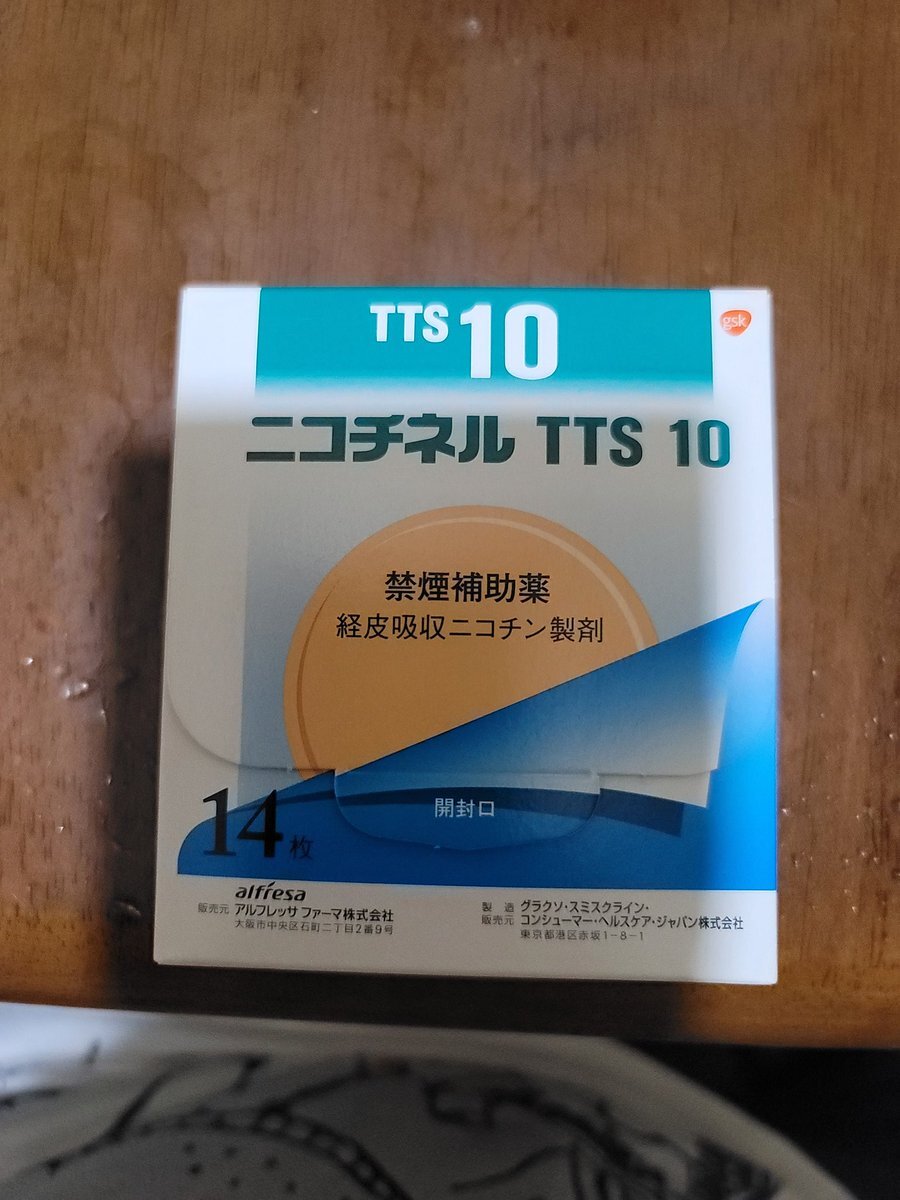 TTS 10
gsk
ニコチネル TTS 10
禁煙補助薬
経皮吸収ニコチン製剤
開封口
14枚
alfresa
販売元 アルフレッサ ファーマ株式会社
大阪市中央区石町二丁目2番9号
製 造 グラクソ・スミスクライン・
販売元 コンシューマー・ヘルスケア・ジャパン株式会社
東京都港区赤坂1-8-1